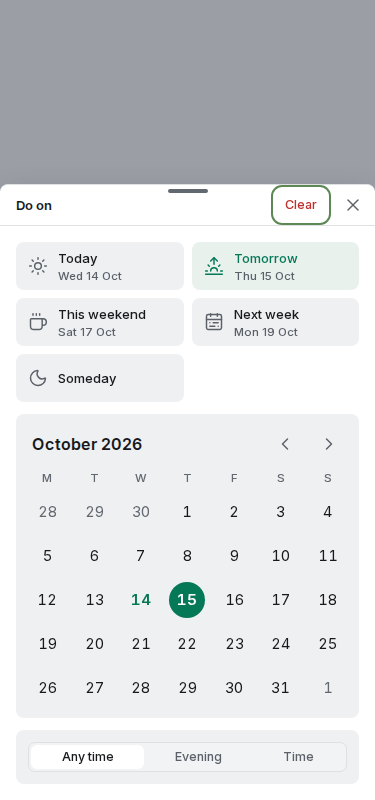 Do on
Clear
Today
Wed 14 Oct
Tomorrow
Thu 15 Oct
This weekend
Sat 17 Oct
Next week
Mon 19 Oct
Someday
October 2026
M T W T F S S
28 29 30 1 2 3 4
5 6 7 8 9 10 11
12 13 14 15 16 17 18
19 20 21 22 23 24 25
26 27 28 29 30 31 1
Any time Evening Time